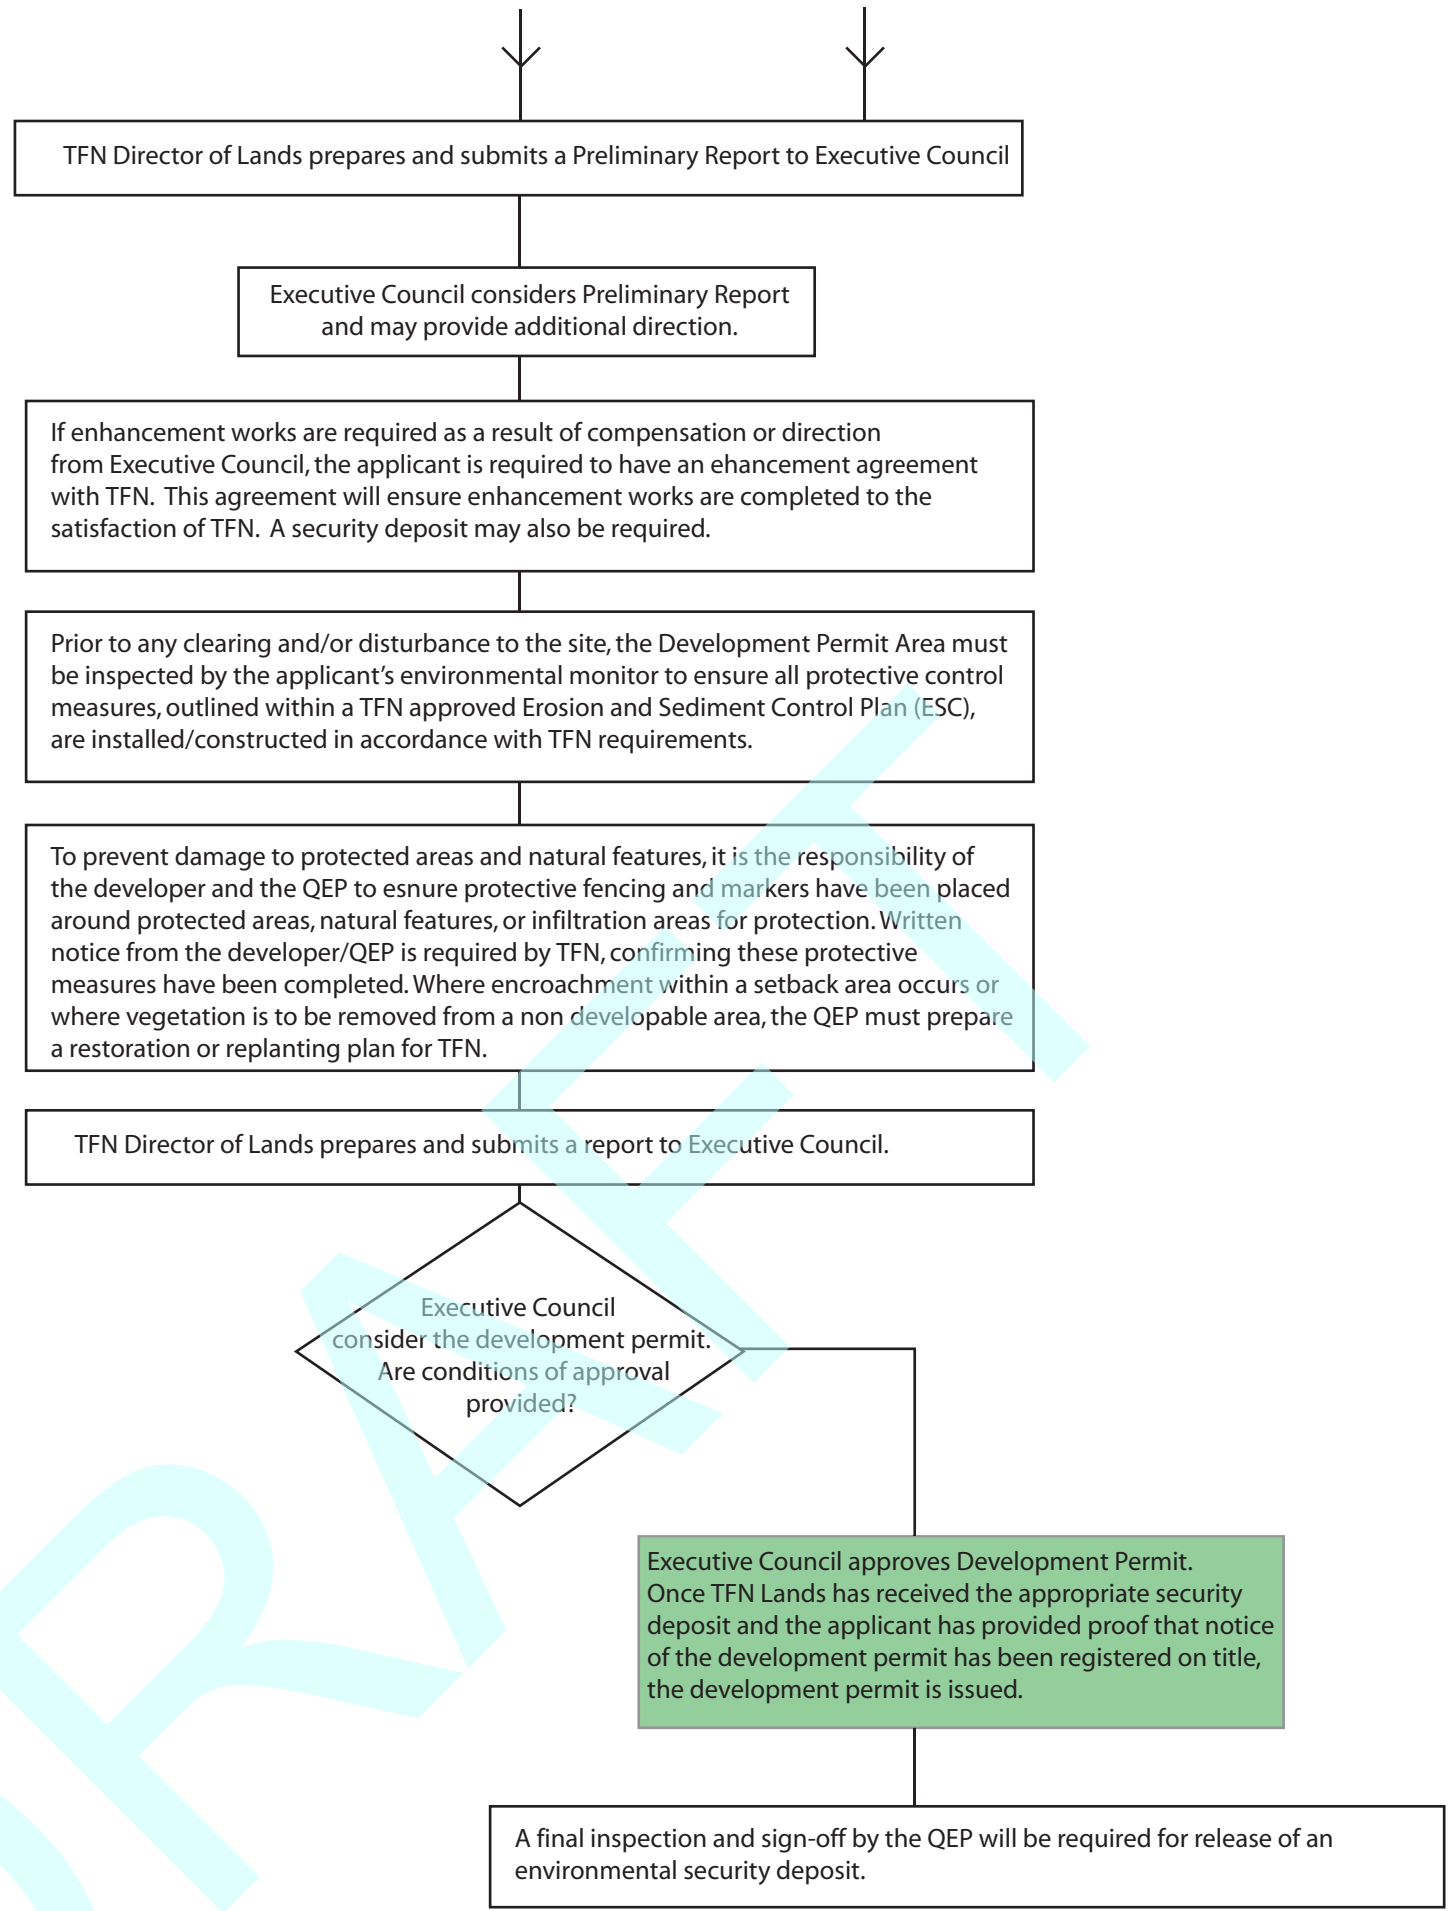 TFN Director of Lands prepares and submits a Preliminary Report to Executive Council
Executive Council considers Preliminary Report
and may provide additional direction.
If enhancement works are required as a result of compensation or direction
from Executive Council, the applicant is required to have an ehancement agreement
with TFN. This agreement will ensure enhancement works are completed to the
satisfaction of TFN. A security deposit may also be required.
Prior to any clearing and/or disturbance to the site, the Development Permit Area must
be inspected by the applicant's environmental monitor to ensure all protective control
measures, outlined within a TFN approved Erosion and Sediment Control Plan (ESC),
are installed/constructed in accordance with TFN requirements.
To prevent damage to protected areas and natural features, it is the responsibility of
the developer and the QEP to esnure protective fencing and markers have been placed
around protected areas, natural features, or infiltration areas for protection. Written
notice from the developer/QEP is required by TFN, confirming these protective
measures have been completed. Where encroachment within a setback area occurs or
where vegetation is to be removed from a non developable area, the QEP must prepare
a restoration or replanting plan for TFN.
TFN Director of Lands prepares and submits a report to Executive Council.
Executive Council
consider the development permit.
Are conditions of approval
provided?
Executive Council approves Development Permit.
Once TFN Lands has received the appropriate security
deposit and the applicant has provided proof that notice
of the development permit has been registered on title,
the development permit is issued.
A final inspection and sign-off by the QEP will be required for release of an
environmental security deposit.
DRAFT